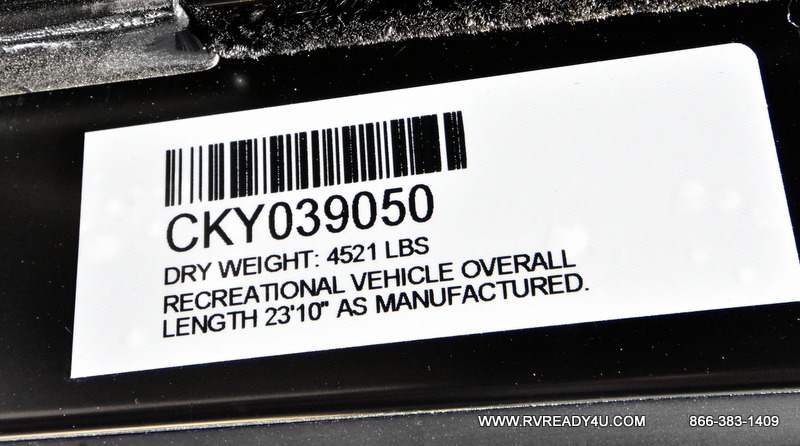 CKY039050
DRY WEIGHT: 4521 LBS
RECREATIONAL VEHICLE OVERALL
LENGTH 23'10" AS MANUFACTURED.
WWW.RVREADY4U.COM 866-383-1409